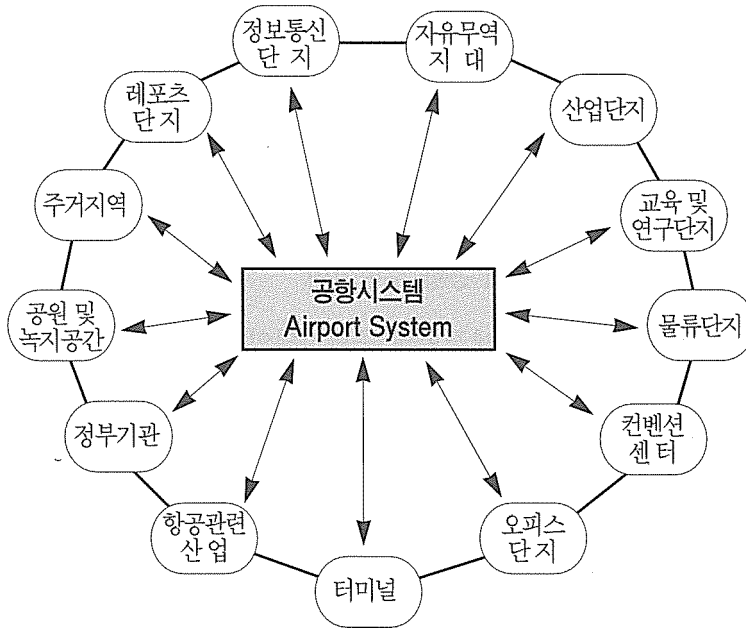 정보통신
단 지
자유무역
지 대
레포츠
단 지
산업단지
주거지역
교육 및
연구단지
공항시스템
Airport System
공원 및
녹지공간
물류단지
정부기관
컨벤션
센 터
항공관련
산 업
오피스
단 지
터미널